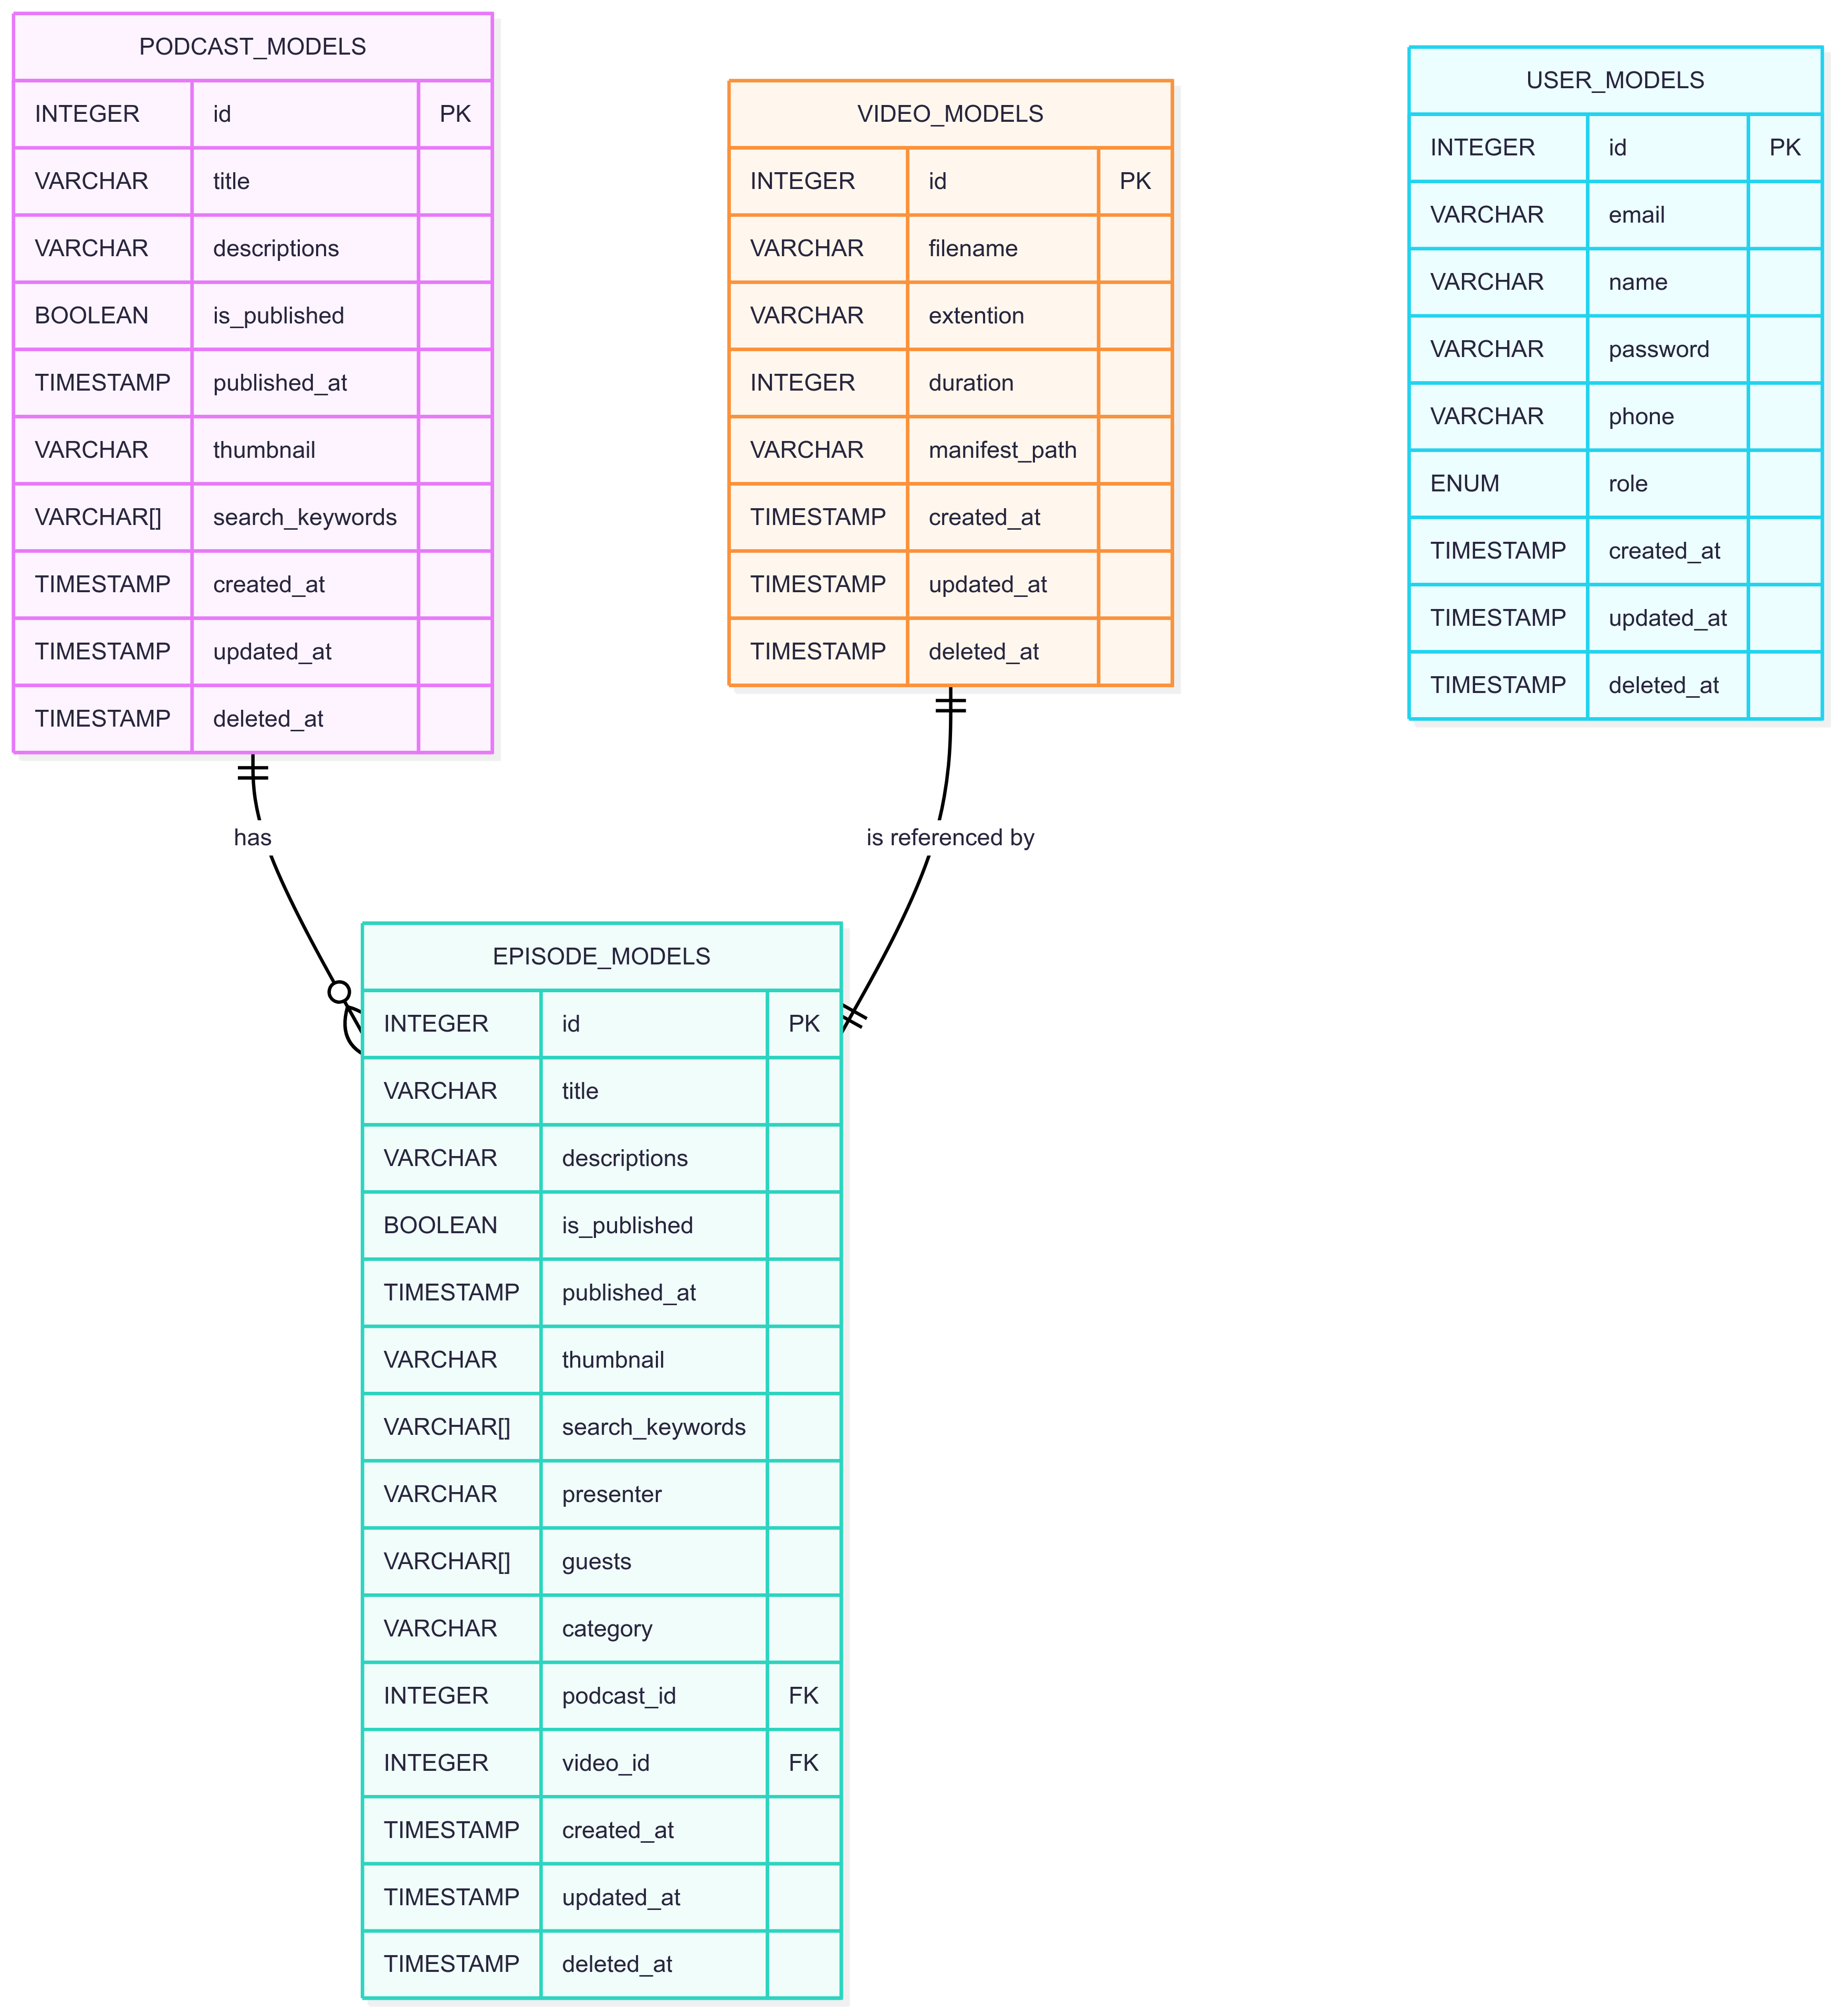 PODCAST_MODELS
INTEGER id PK
VARCHAR title
VARCHAR descriptions
BOOLEAN is_published
TIMESTAMP published_at
VARCHAR thumbnail
VARCHAR[] search_keywords
TIMESTAMP created_at
TIMESTAMP updated_at
TIMESTAMP deleted_at
VIDEO_MODELS
INTEGER id PK
VARCHAR filename
VARCHAR extention
INTEGER duration
VARCHAR manifest_path
TIMESTAMP created_at
TIMESTAMP updated_at
TIMESTAMP deleted_at
USER_MODELS
INTEGER id PK
VARCHAR email
VARCHAR name
VARCHAR password
VARCHAR phone
ENUM role
TIMESTAMP created_at
TIMESTAMP updated_at
TIMESTAMP deleted_at
has
is referenced by
EPISODE_MODELS
INTEGER id PK
VARCHAR title
VARCHAR descriptions
BOOLEAN is_published
TIMESTAMP published_at
VARCHAR thumbnail
VARCHAR[] search_keywords
VARCHAR presenter
VARCHAR[] guests
VARCHAR category
INTEGER podcast_id FK
INTEGER video_id FK
TIMESTAMP created_at
TIMESTAMP updated_at
TIMESTAMP deleted_at